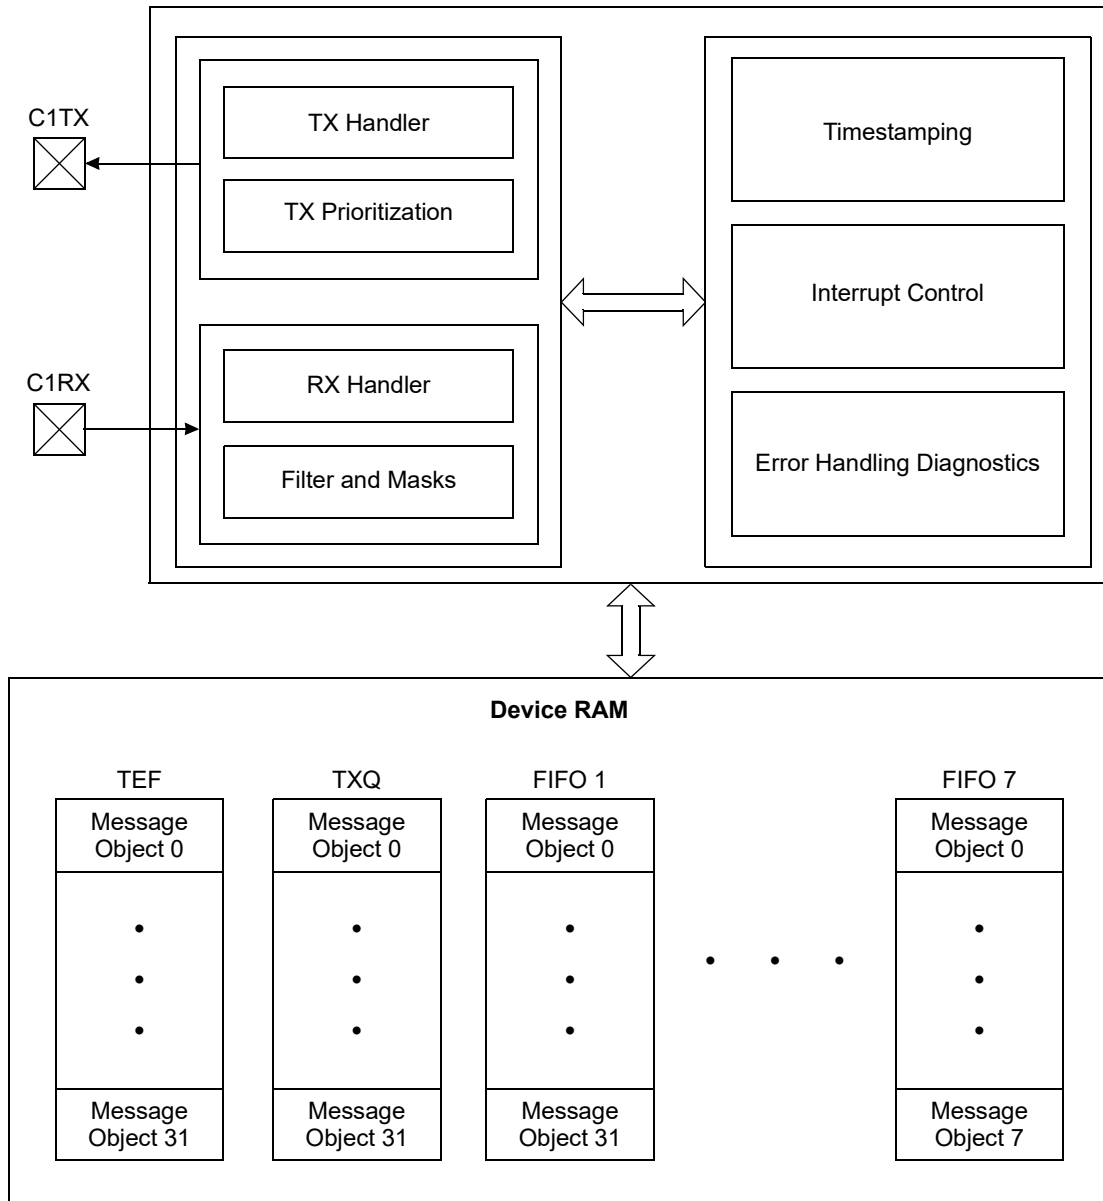 C1TX
TX Handler
TX Prioritization
C1RX
RX Handler
Filter and Masks
Timestamping
Interrupt Control
Error Handling Diagnostics
Device RAM
TEF
TXQ
FIFO 1
FIFO 7
Message
Object 0
Message
Object 0
Message
Object 0
Message
Object 0
Message
Object 31
Message
Object 31
Message
Object 31
Message
Object 7